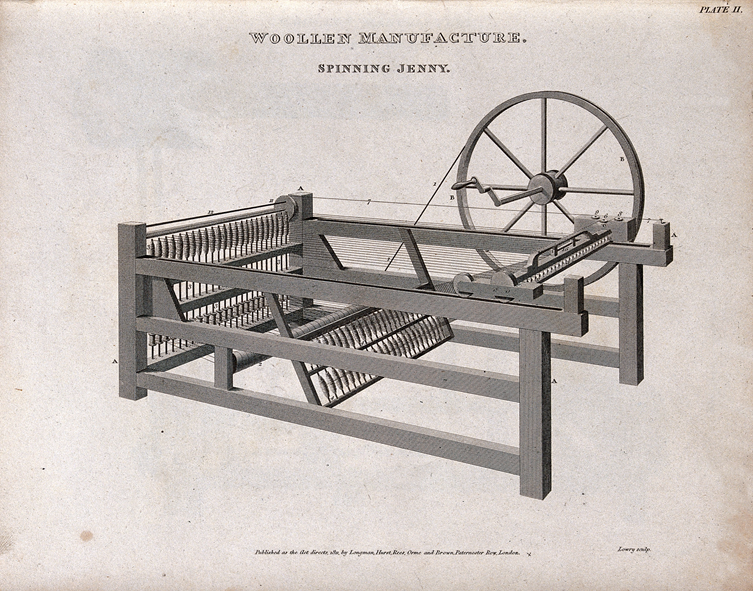 PLATE II.
WOOLLEN MANUFACTURE.
SPINNING JENNY.
B
A
B
A
A
A
Published as the Act directs, by Longman, Hurst, Rees, Orme and Brown, Paternoster Row, London.
Lowry sculp.